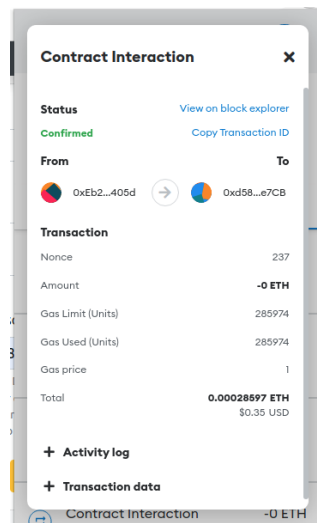 Contract Interaction
Status View on block explorer
Confirmed Copy Transaction ID
From To
0xEb2...405d 0xd58...e7CB
Transaction
Nonce 237
Amount -0 ETH
Gas Limit (Units) 285974
Gas Used (Units) 285974
Gas price 1
Total 0.00028597 ETH
$0.35 USD
+ Activity log
+ Transaction data
Contract Interaction -0 ETH